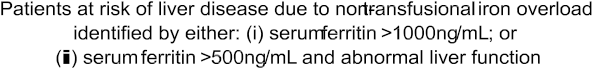 Patients at risk of liver disease due to non-transfusional iron overload
identified by either: (i) serum ferritin >1000ng/mL; or
(ii) serum ferritin >500ng/mL and abnormal liver function